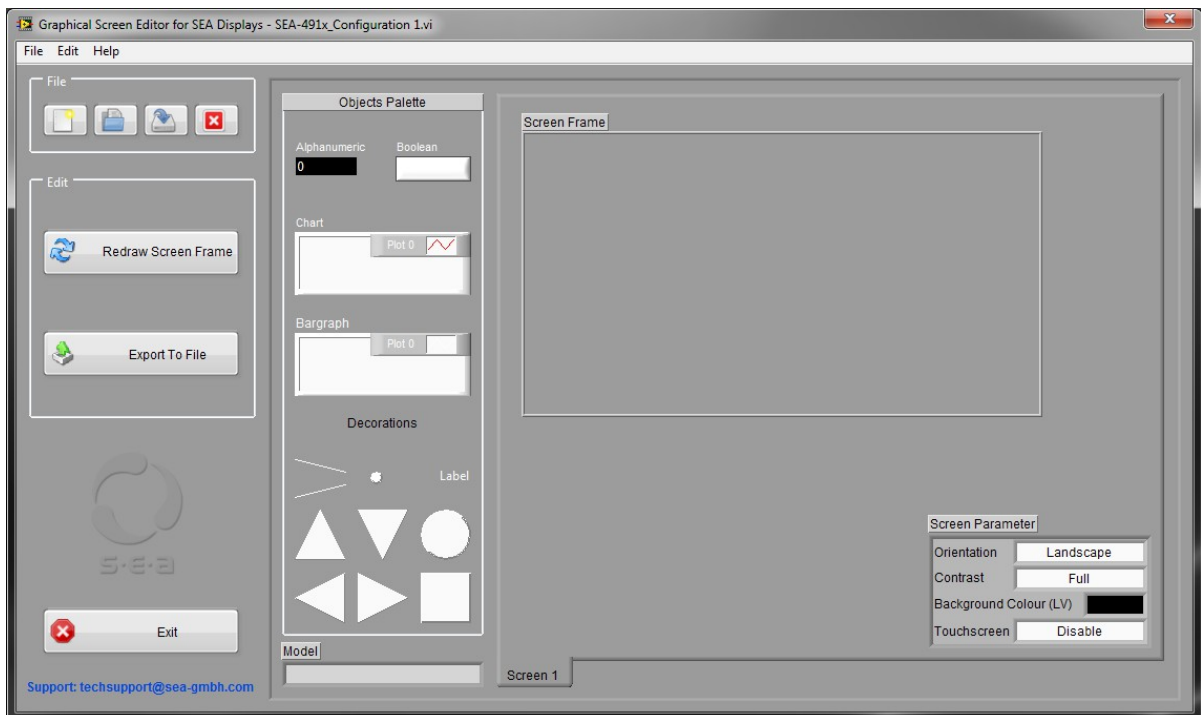 Graphical Screen Editor for SEA Displays - SEA-491x_Configuration 1.vi
File Edit Help
File
Edit
Redraw Screen Frame
Export To File
S·E·A
Exit
Support: techsupport@sea-gmbh.com
Objects Palette
Alphanumeric Boolean
0
Chart
Plot 0
Bargraph
Plot 0
Decorations
Label
Model
Screen Frame
Screen Parameter
Orientation Landscape
Contrast Full
Background Colour (LV)
Touchscreen Disable
Screen 1